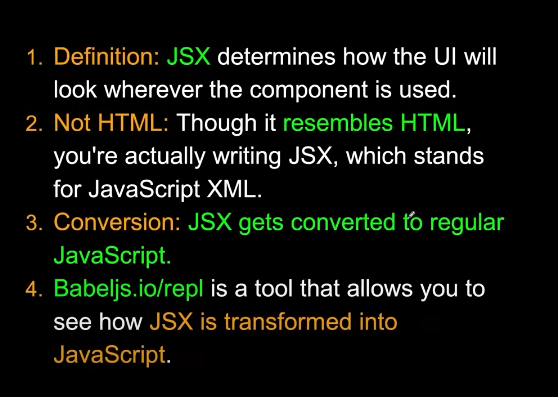 1. Definition: JSX determines how the UI will
look wherever the component is used.
2. Not HTML: Though it resembles HTML,
you're actually writing JSX, which stands
for JavaScript XML.
3. Conversion: JSX gets converted to regular
JavaScript.
4. Babeljs.io/repl is a tool that allows you to
see how JSX is transformed into
JavaScript.